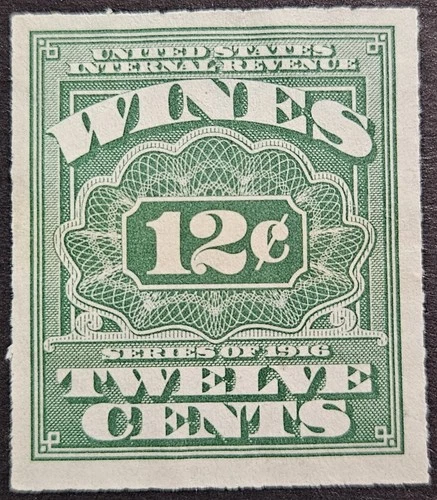 UNITED STATES
INTERNAL REVENUE
WINES
12¢
SERIES OF 1916
TWELVE
CENTS